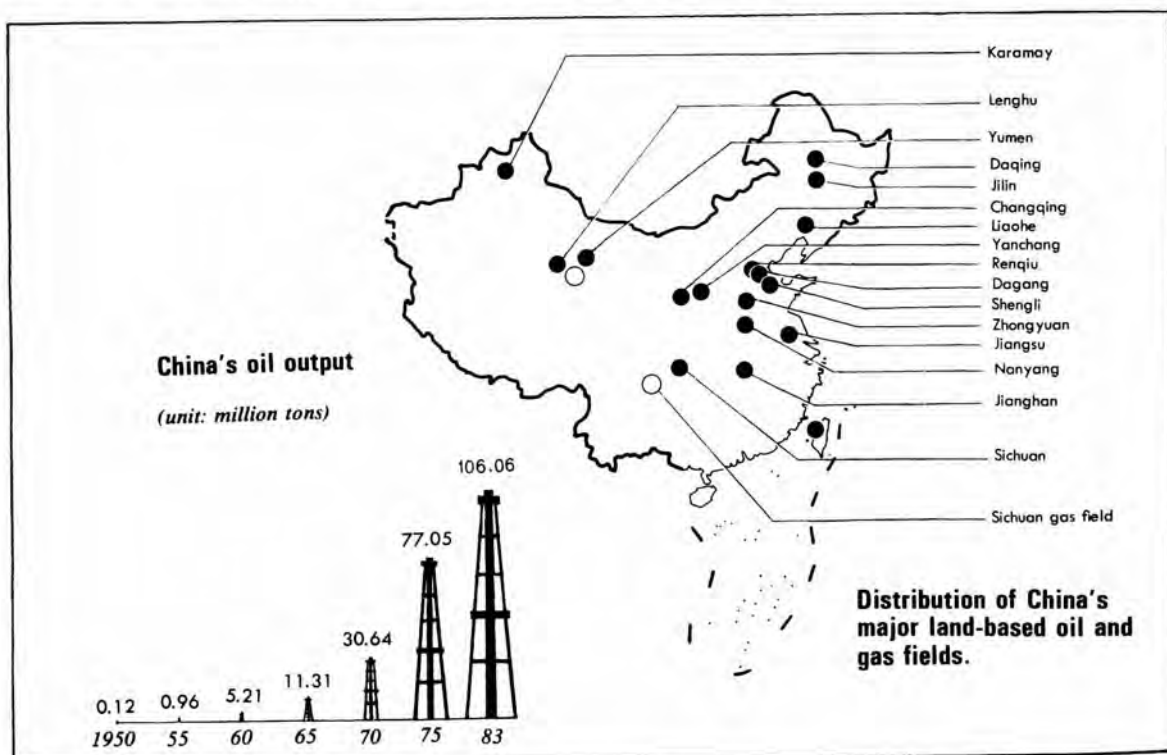 Karamay
Lenghu
Yumen
Daqing
Jilin
Changqing
Liaohe
Yanchang
Renqiu
Dagang
Shengli
Zhongyuan
Jiangsu
Nanyang
Jianghan
Sichuan
Sichuan gas field
China's oil output
(unit: million tons)
106.06
77.05
30.64
11.31
5.21
0.96
0.12
1950 55 60 65 70 75 83
Distribution of China's
major land-based oil and
gas fields.